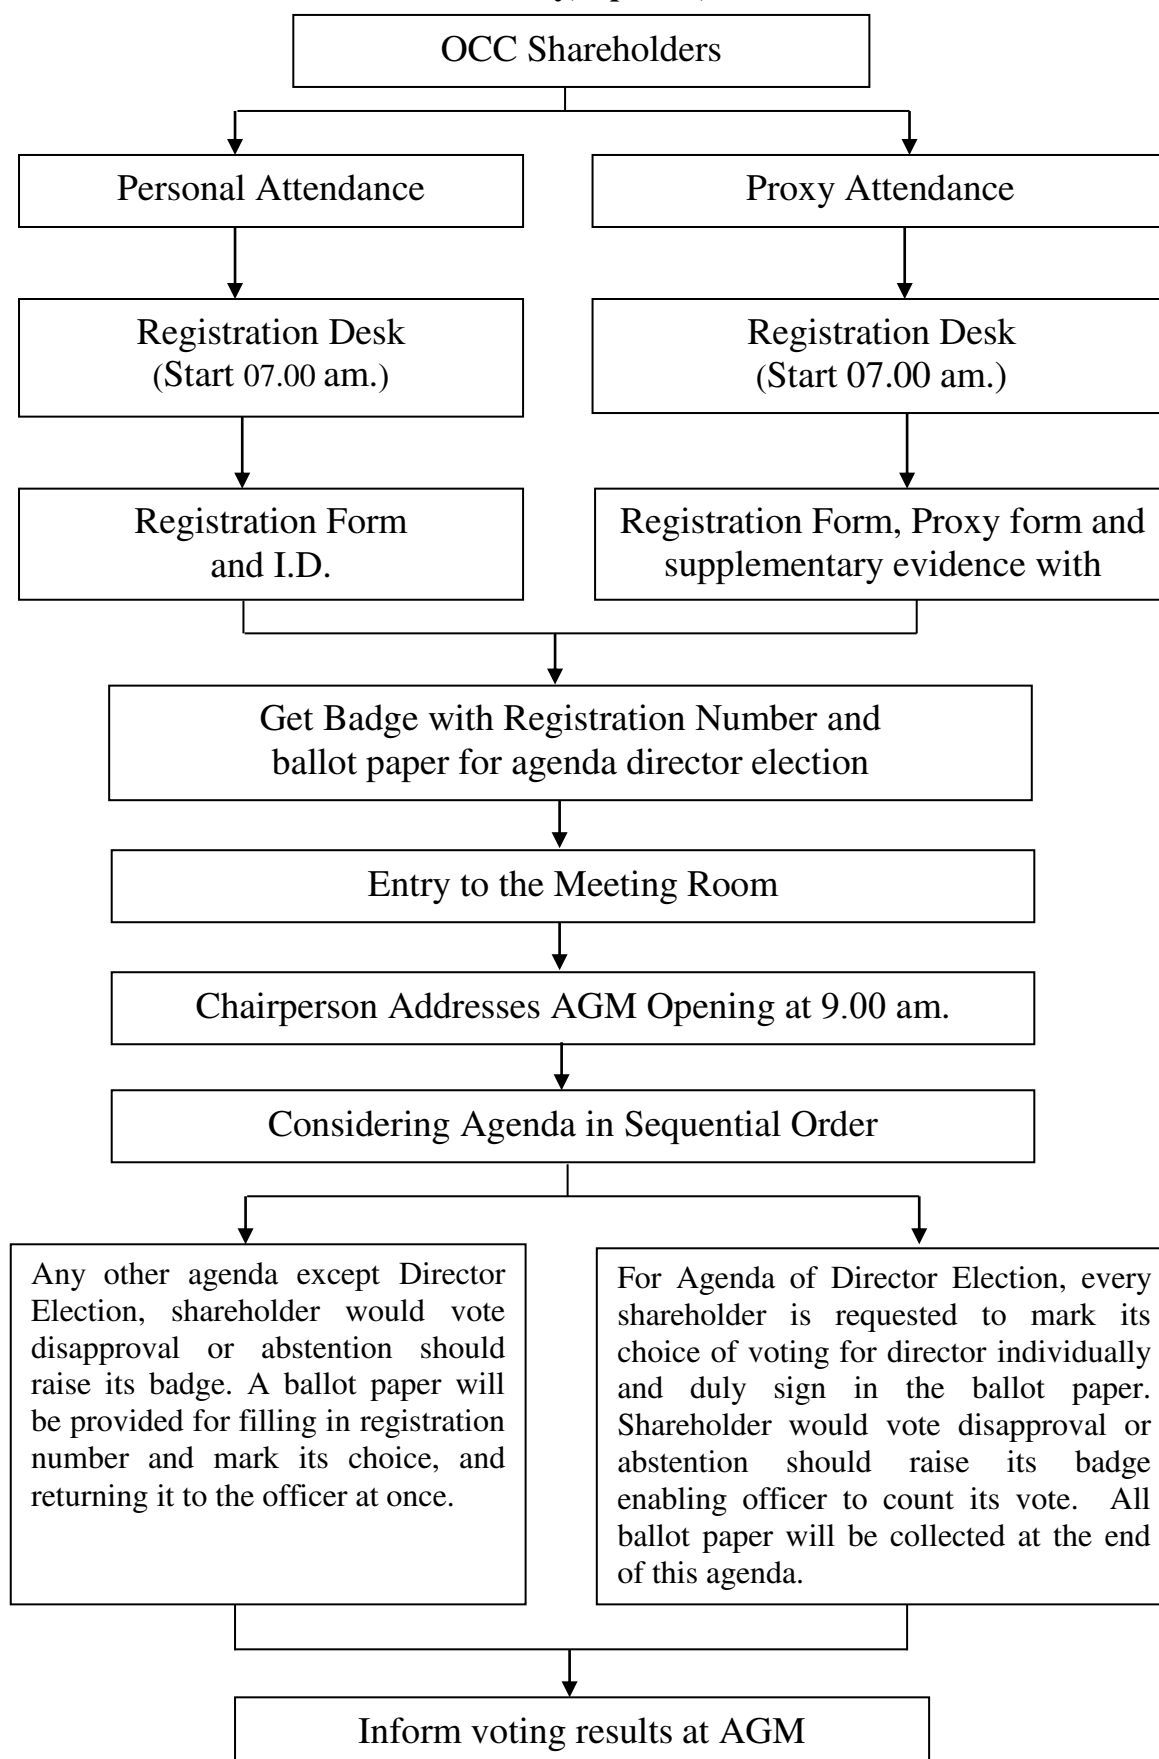 OCC Shareholders
Personal Attendance
Proxy Attendance
Registration Desk
(Start 07.00 am.)
Registration Desk
(Start 07.00 am.)
Registration Form
and I.D.
Registration Form, Proxy form and
supplementary evidence with
Get Badge with Registration Number and
ballot paper for agenda director election
Entry to the Meeting Room
Chairperson Addresses AGM Opening at 9.00 am.
Considering Agenda in Sequential Order
Any other agenda except Director
Election, shareholder would vote
disapproval or abstention should
raise its badge. A ballot paper will
be provided for filling in registration
number and mark its choice, and
returning it to the officer at once.
For Agenda of Director Election, every
shareholder is requested to mark its
choice of voting for director individually
and duly sign in the ballot paper.
Shareholder would vote disapproval or
abstention should raise its badge
enabling officer to count its vote. All
ballot paper will be collected at the end
of this agenda.
Inform voting results at AGM